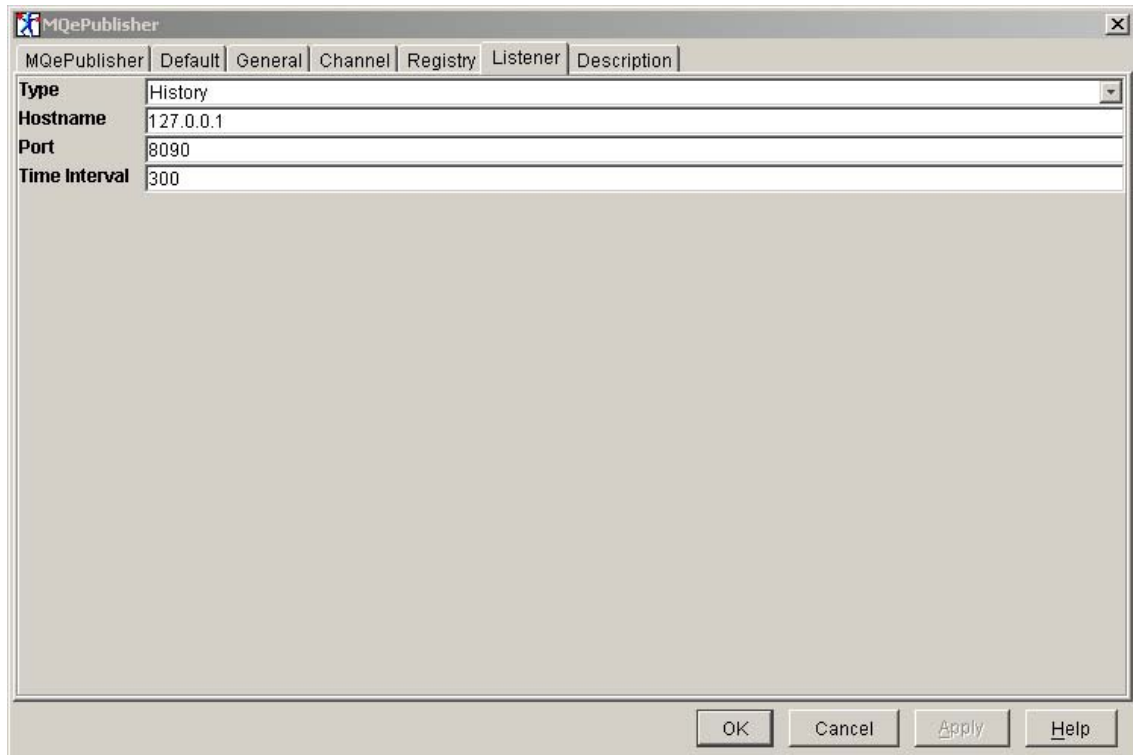 MQePublisher
MQePublisher Default General Channel Registry Listener Description
Type History
Hostname 127.0.0.1
Port 8090
Time Interval 300
OK Cancel Apply Help